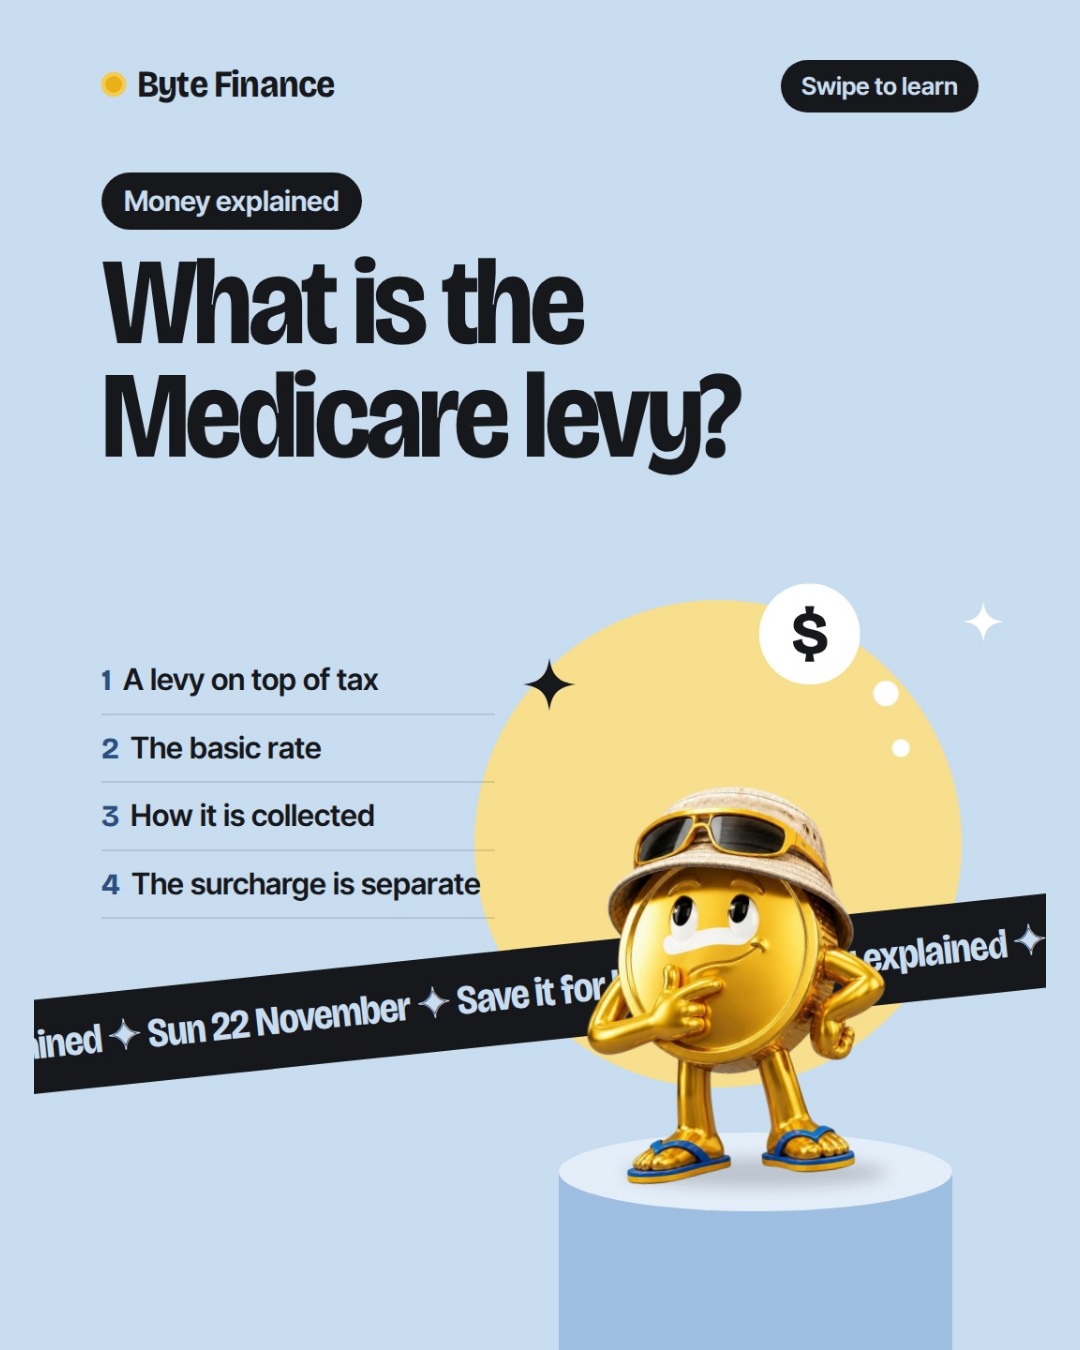 Byte Finance
Swipe to learn
Money explained
What is the
Medicare levy?
$
1 A levy on top of tax
2 The basic rate
3 How it is collected
4 The surcharge is separate
Sun 22 November ✦ Save it for
explained ✦